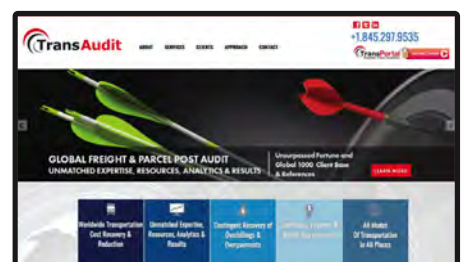 TransAudit
ABOUT SERVICES CLIENTS APPROACH CONTACT
+1.845.297.9535
TransPortal
GLOBAL FREIGHT & PARCEL POST AUDIT
UNMATCHED EXPERTISE, RESOURCES, ANALYTICS & RESULTS
Unsurpassed Fortune and
Global 1000 Client Base
& References
LEARN MORE
Worldwide Transportation
Cost Recovery &
Reduction
Unmatched Expertise,
Resources, Analytics &
Results
Contingent Recovery of
Overbillings &
Overpayments
All Modes
Of Transportation
In All Places